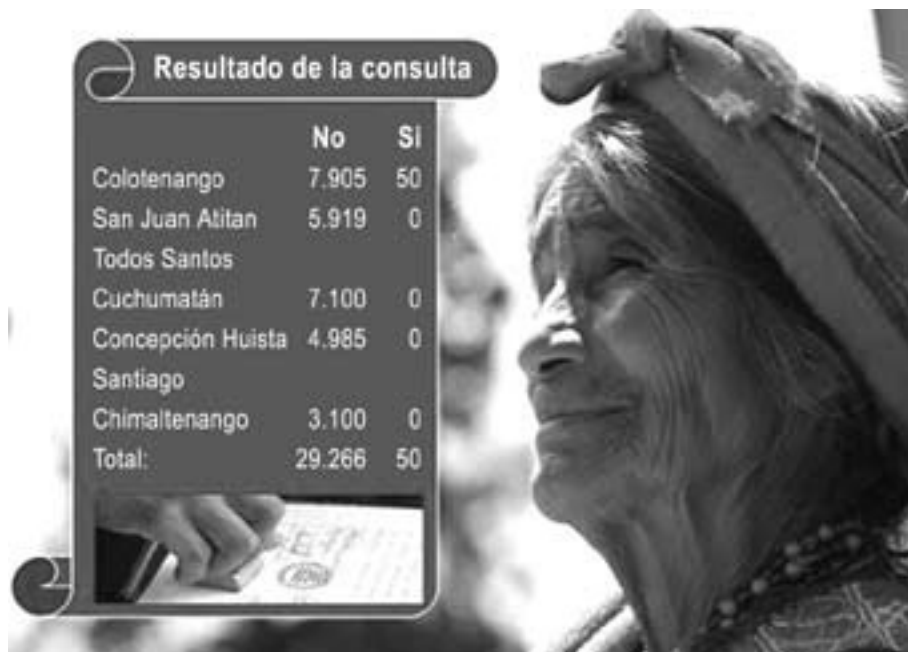 Resultado de la consulta
No Si
Colotenango 7.905 50
San Juan Atitan 5.919 0
Todos Santos
Cuchumatán 7.100 0
Concepción Huista 4.985 0
Santiago
Chimaltenango 3.100 0
Total: 29.266 50